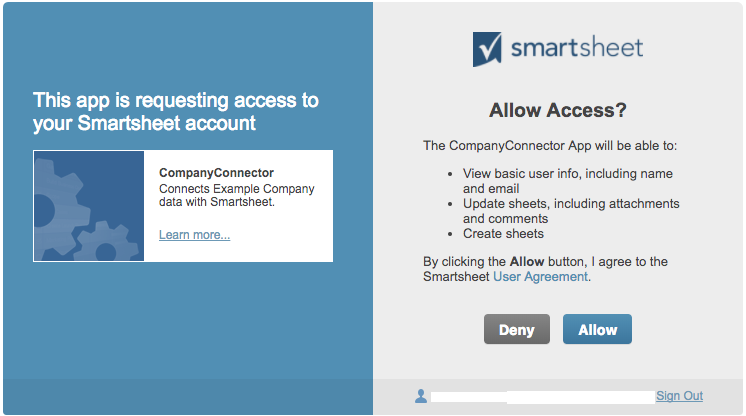 This app is requesting access to
your Smartsheet account
CompanyConnector
Connects Example Company
data with Smartsheet.
Learn more...
smartsheet
Allow Access?
The CompanyConnector App will be able to:
• View basic user info, including name
and email
• Update sheets, including attachments
and comments
• Create sheets
By clicking the Allow button, I agree to the
Smartsheet User Agreement.
Deny
Allow
Sign Out